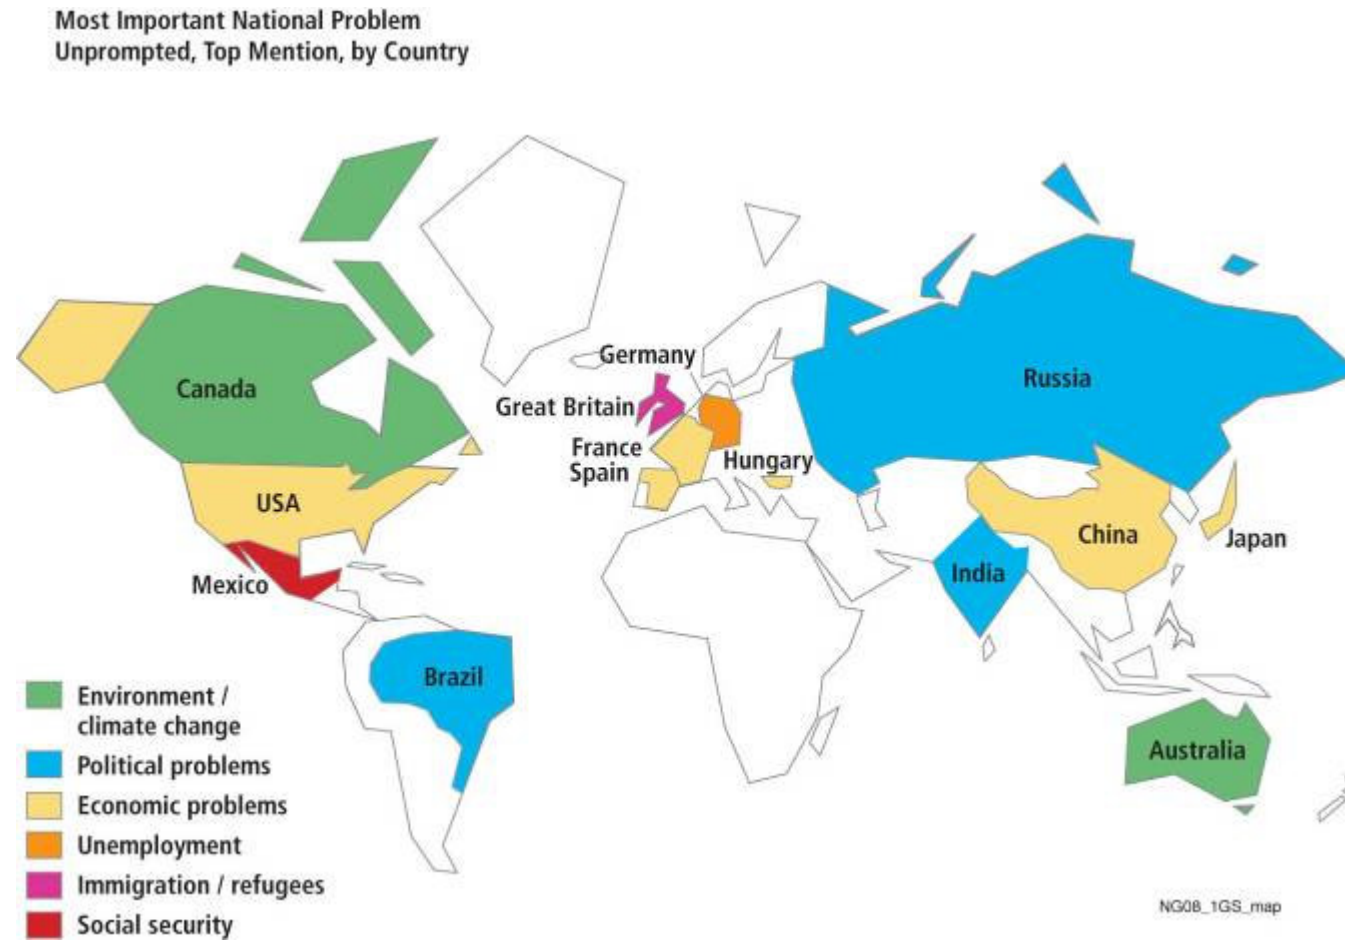 Most Important National Problem
Unprompted, Top Mention, by Country
Germany
Canada
Russia
Great Britain
France
Spain
Hungary
USA
China
Japan
Mexico
India
Brazil
Australia
Environment /
climate change
Political problems
Economic problems
Unemployment
Immigration / refugees
Social security
NG08_1GS_map